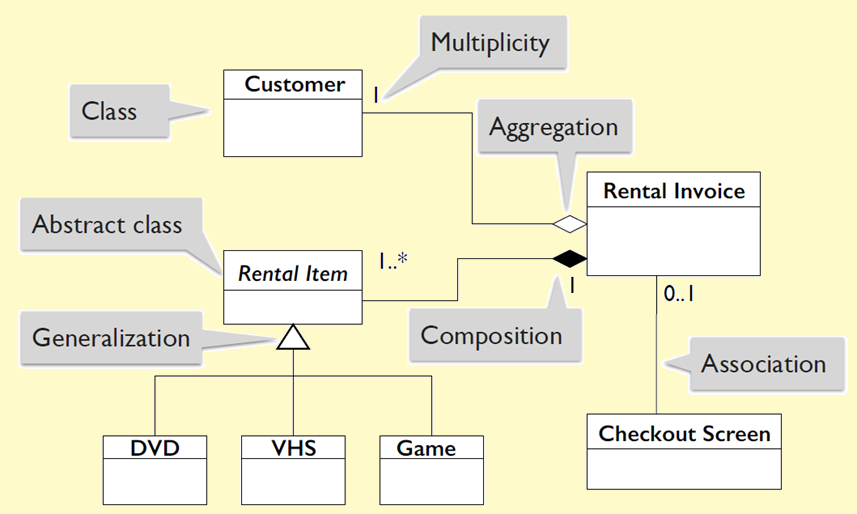 Multiplicity
Customer
1
Class
Aggregation
Rental Invoice
Abstract class
Rental Item
1..*
1
0..1
Generalization
Composition
Association
DVD
VHS
Game
Checkout Screen